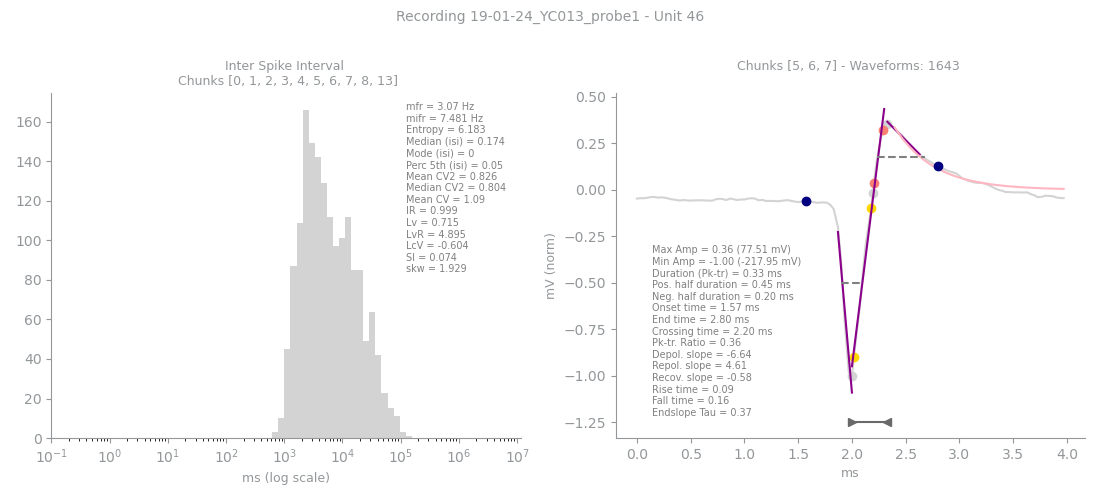 Recording 19-01-24_YC013_probe1 - Unit 46
Inter Spike Interval
Chunks [0, 1, 2, 3, 4, 5, 6, 7, 8, 13]
160
140
120
100
80
60
40
20
0
mfr = 3.07 Hz
mifr = 7.481 Hz
Entropy = 6.183
Median (isi) = 0.174
Mode (isi) = 0
Perc 5th (isi) = 0.05
Mean CV2 = 0.826
Median CV2 = 0.804
Mean CV = 1.09
IR = 0.999
Lv = 0.715
LvR = 4.895
LcV = -0.604
SI = 0.074
skw = 1.929
10⁻¹ 10⁰ 10¹ 10² 10³ 10⁴ 10⁵ 10⁶ 10⁷
ms (log scale)
Chunks [5, 6, 7] - Waveforms: 1643
mV (norm)
0.50
0.25
0.00
−0.25
−0.50
−0.75
−1.00
−1.25
Max Amp = 0.36 (77.51 mV)
Min Amp = -1.00 (-217.95 mV)
Duration (Pk-tr) = 0.33 ms
Pos. half duration = 0.45 ms
Neg. half duration = 0.20 ms
Onset time = 1.57 ms
End time = 2.80 ms
Crossing time = 2.20 ms
Pk-tr. Ratio = 0.36
Depol. slope = -6.64
Repol. slope = 4.61
Recov. slope = -0.58
Rise time = 0.09
Fall time = 0.16
Endslope Tau = 0.37
0.0 0.5 1.0 1.5 2.0 2.5 3.0 3.5 4.0
ms